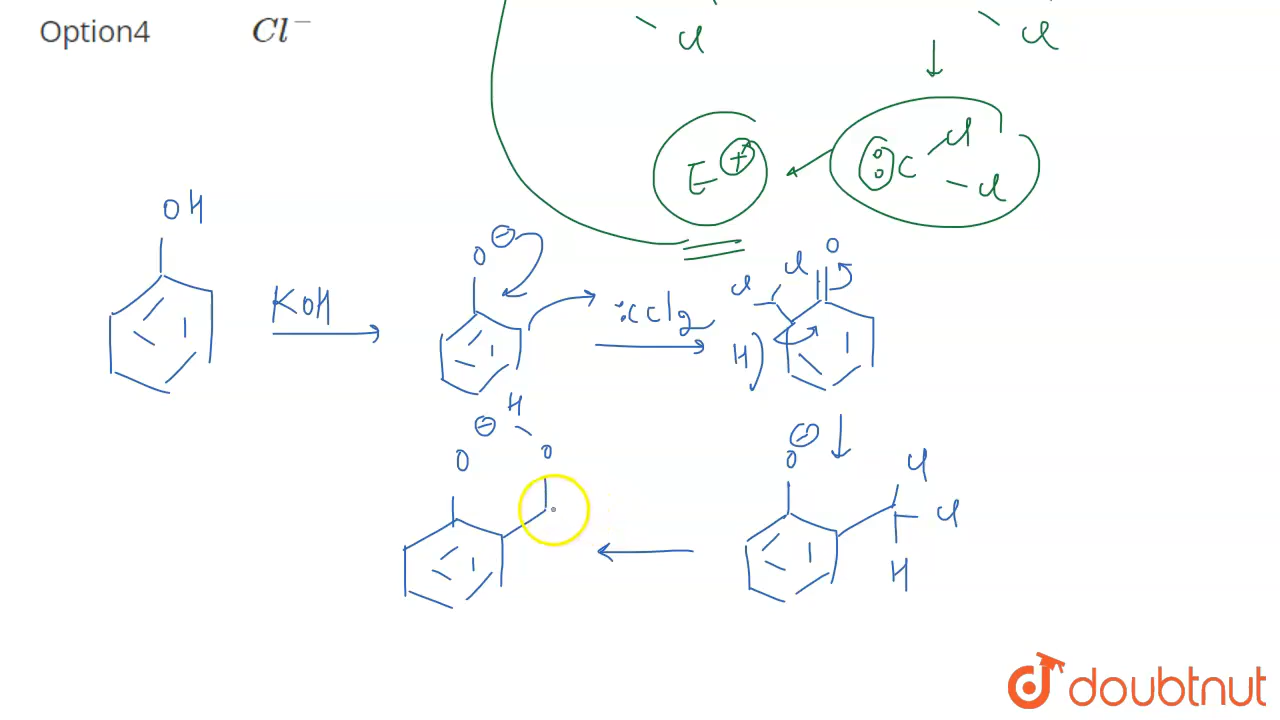 Option4 Cl⁻
Cl Cl
E⁺ :C Cl
Cl
OH
KOH
O⊖
:CCl2
Cl Cl O
H
O⊖ H
O
O⊖ Cl
Cl
H
doubtnut